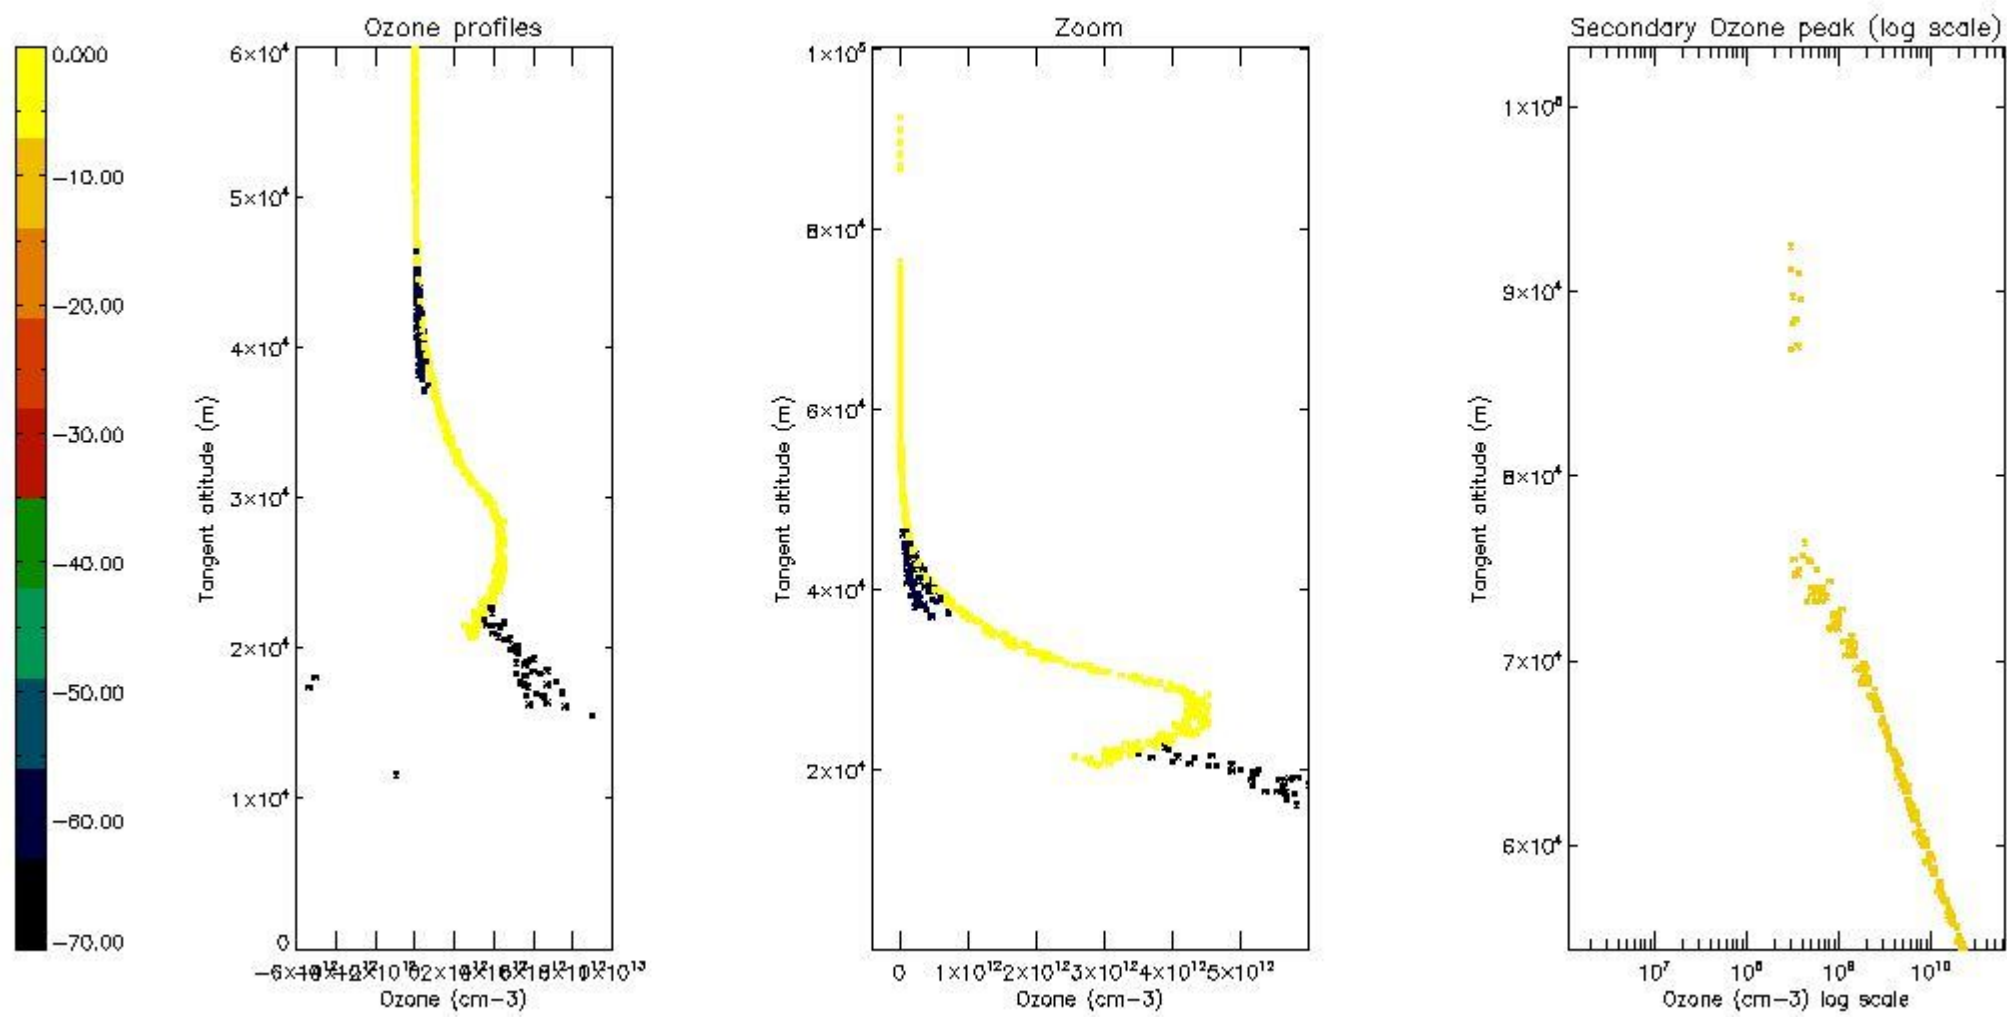 Ozone profiles
Zoom
Secondary Ozone peak (log scale)
0.000
−10.00
−20.00
−30.00
−40.00
−50.00
−60.00
−70.00
6×10⁴
5×10⁴
4×10⁴
3×10⁴
2×10⁴
1×10⁴
0
Tangent altitude (m)
Ozone (cm−3)
1×10⁵
8×10⁴
6×10⁴
4×10⁴
2×10⁴
Tangent altitude (m)
0 1×10¹² 2×10¹² 3×10¹² 4×10¹² 5×10¹²
Ozone (cm−3)
1×10⁵
9×10⁴
8×10⁴
7×10⁴
6×10⁴
Tangent altitude (m)
10⁷ 10⁸ 10⁹ 10¹⁰
Ozone (cm−3) log scale